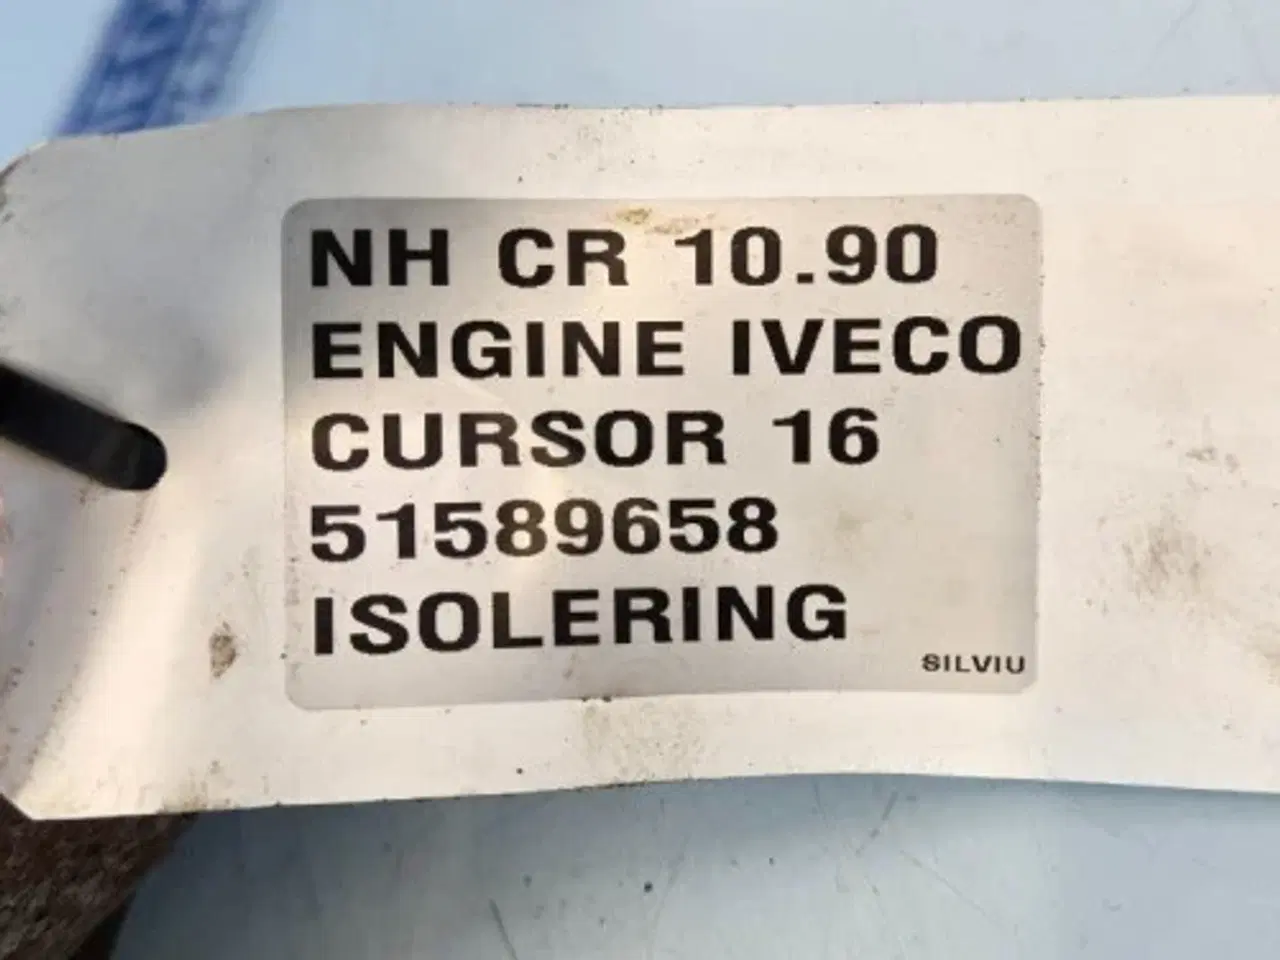 NH CR 10.90
ENGINE IVECO
CURSOR 16
51589658
ISOLERING
SILVIU